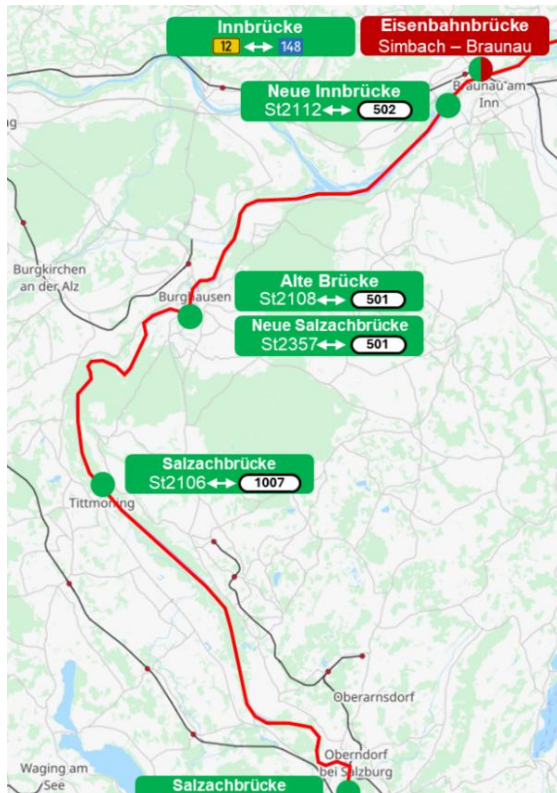 Innbrücke
12 ↔ 148
Eisenbahnbrücke
Simbach – Braunau
Neue Innbrücke
St2112 ↔ 502
Braunau am
Inn
ng
Burgkirchen
an der Alz
Burghausen
Alte Brücke
St2108 ↔ 501
Neue Salzachbrücke
St2357 ↔ 501
Salzachbrücke
St2106 ↔ 1007
Tittmoning
Oberarnsdorf
Oberndorf
bei Salzburg
Waging am
See
Salzachbrücke